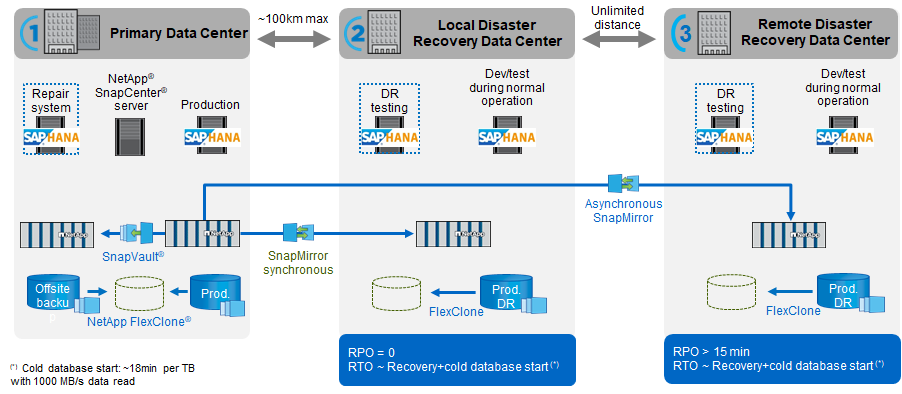 1
Primary Data Center
~100km max
2
Local Disaster
Recovery Data Center
Unlimited
distance
3
Remote Disaster
Recovery Data Center
Repair
system
SAP HANA
NetApp®
SnapCenter®
server
Production
SAP HANA
DR
testing
SAP HANA
Dev/test
during normal
operation
SAP HANA
DR
testing
SAP HANA
Dev/test
during normal
operation
SAP HANA
Asynchronous
SnapMirror
NetApp
SnapVault®
NetApp
SnapMirror
synchronous
NetApp
NetApp
Offsite
backu
Prod.
NetApp FlexClone®
FlexClone
Prod.
DR
FlexClone
Prod.
DR
RPO = 0
RTO ~ Recovery+cold database start (*)
RPO > 15 min
RTO ~ Recovery+cold database start (*)
(*) Cold database start: ~18min per TB
with 1000 MB/s data read